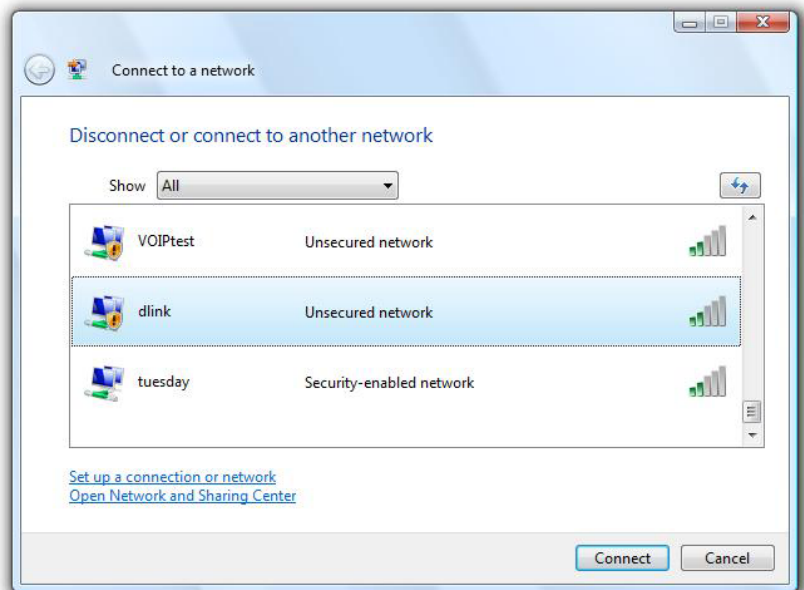 Connect to a network
Disconnect or connect to another network
Show All
VOIPtest Unsecured network
dlink Unsecured network
tuesday Security-enabled network
Set up a connection or network
Open Network and Sharing Center
Connect Cancel